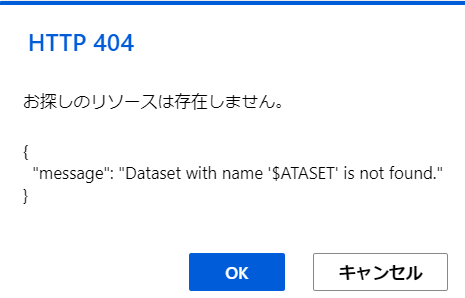 HTTP 404
お探しのリソースは存在しません。
{
"message": "Dataset with name '$ATASET' is not found."
}
OK
キャンセル